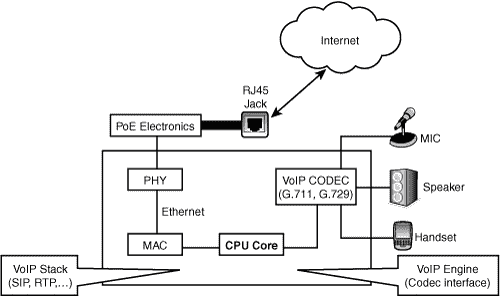 Internet
RJ45
Jack
PoE Electronics
MIC
PHY
VoIP CODEC
(G.711, G.729)
Speaker
Ethernet
MAC
CPU Core
Handset
VoIP Stack
(SIP, RTP,...)
VoIP Engine
(Codec interface)